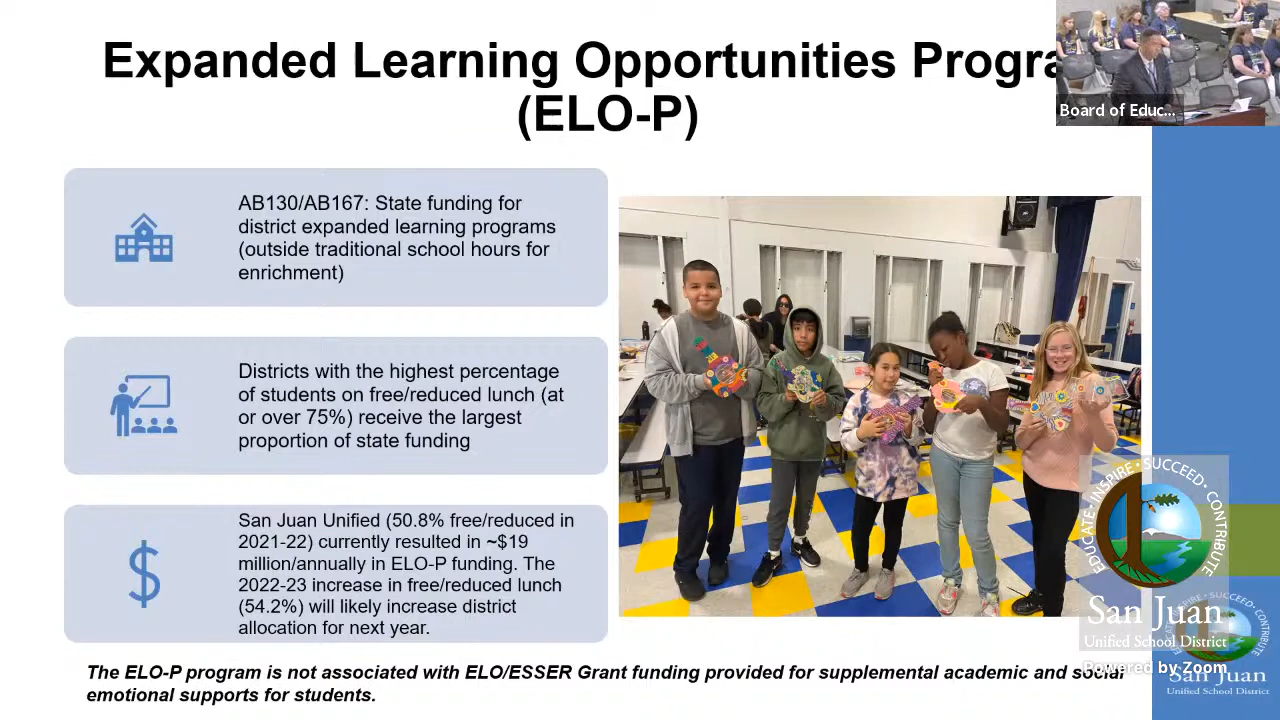 Expanded Learning Opportunities Progra
(ELO-P)
Board of Educ...
AB130/AB167: State funding for
district expanded learning programs
(outside traditional school hours for
enrichment)
Districts with the highest percentage
of students on free/reduced lunch (at
or over 75%) receive the largest
proportion of state funding
San Juan Unified (50.8% free/reduced in
2021-22) currently resulted in ~$19
million/annually in ELO-P funding. The
2022-23 increase in free/reduced lunch
(54.2%) will likely increase district
allocation for next year.
The ELO-P program is not associated with ELO/ESSER Grant funding provided for supplemental academic and social
emotional supports for students.
EDUCATE • INSPIRE • SUCCEED • CONTRIBUTE
San Juan
Unified School District
Powered by Zoom
San Juan
Unified School District